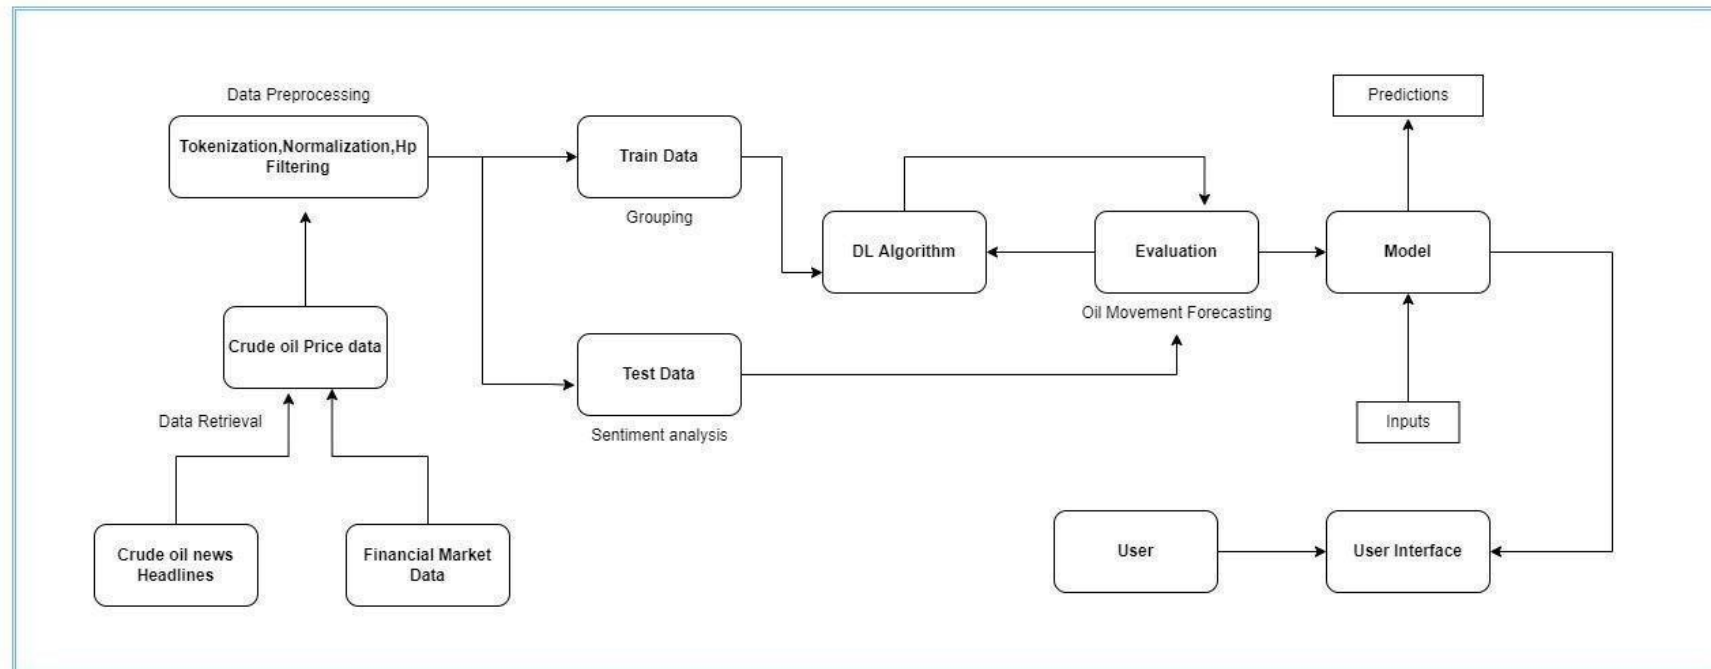 Data Preprocessing
Tokenization,Normalization,Hp
Filtering
Train Data
Grouping
Predictions
DL Algorithm
Evaluation
Model
Oil Movement Forecasting
Crude oil Price data
Test Data
Sentiment analysis
Data Retrieval
Inputs
Crude oil news
Headlines
Financial Market
Data
User
User Interface